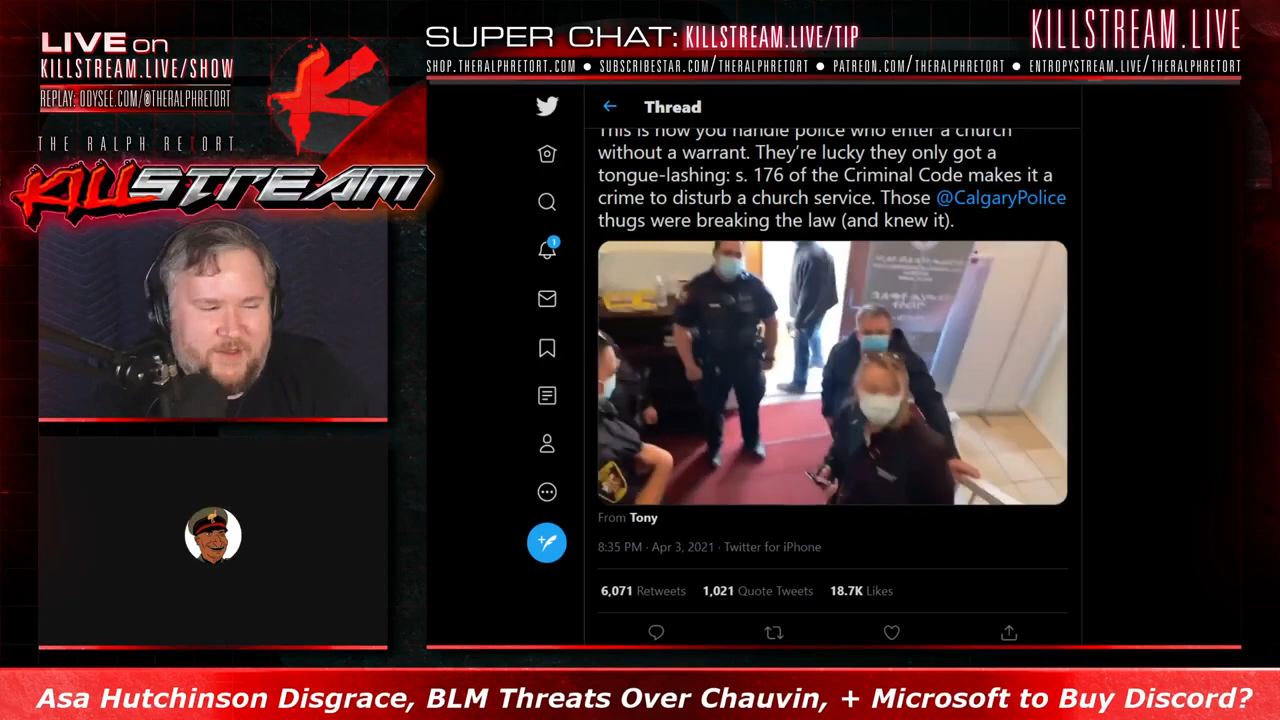 LIVE on
KILLSTREAM.LIVE/SHOW
REPLAY: ODYSEE.COM/@THERALPHRETORT
THE RALPH RETORT
KILLSTREAM
SUPER CHAT: KILLSTREAM.LIVE/TIP
KILLSTREAM.LIVE
SHOP.THERALPHRETORT.COM ● SUBSCRIBESTAR.COM/THERALPHRETORT ● PATREON.COM/THERALPHRETORT ● ENTROPYSTREAM.LIVE/THERALPHRETORT
Thread
This is how you handle police who enter a church
without a warrant. They’re lucky they only got a
tongue-lashing: s. 176 of the Criminal Code makes it a
crime to disturb a church service. Those @CalgaryPolice
thugs were breaking the law (and knew it).
1
From Tony
8:35 PM · Apr 3, 2021 · Twitter for iPhone
6,071 Retweets 1,021 Quote Tweets 18.7K Likes
Asa Hutchinson Disgrace, BLM Threats Over Chauvin, + Microsoft to Buy Discord?